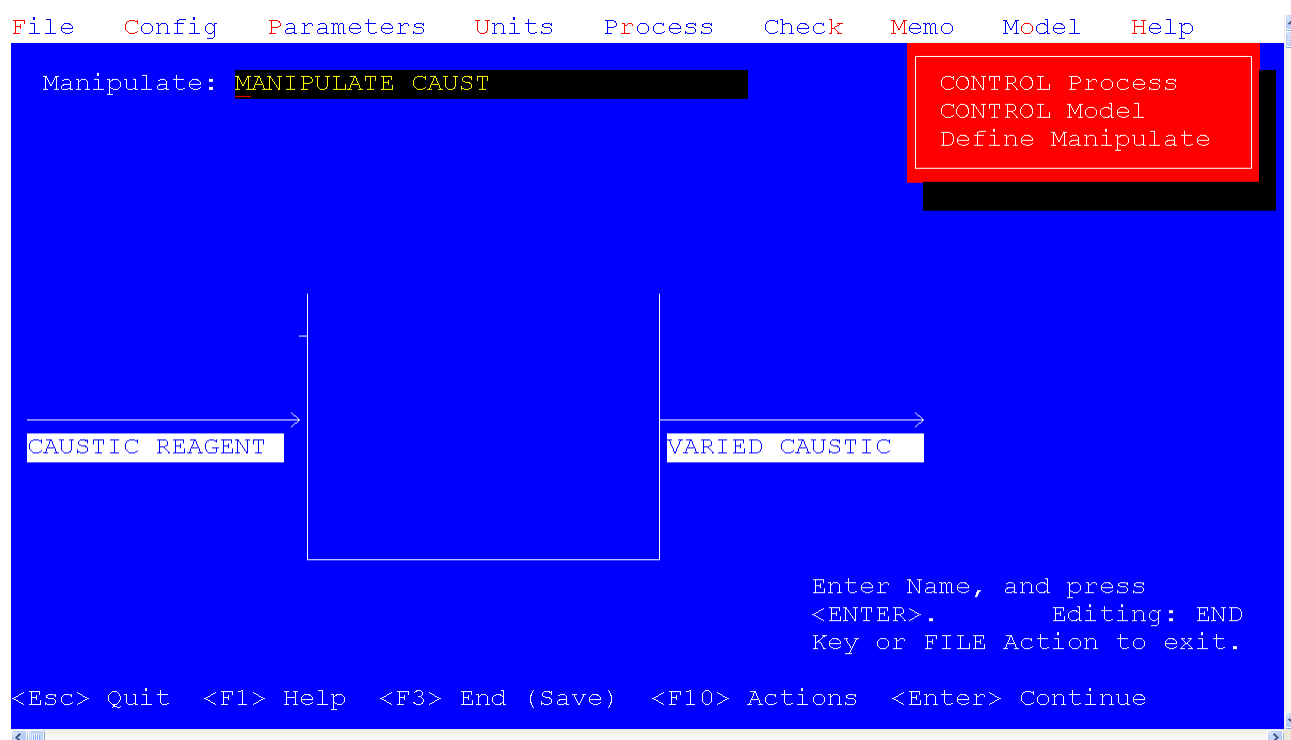 File Config Parameters Units Process Check Memo Model Help
Manipulate: MANIPULATE CAUST
CONTROL Process
CONTROL Model
Define Manipulate
CAUSTIC REAGENT
VARIED CAUSTIC
Enter Name, and press
<ENTER>. Editing: END
Key or FILE Action to exit.
<Esc> Quit <F1> Help <F3> End (Save) <F10> Actions <Enter> Continue